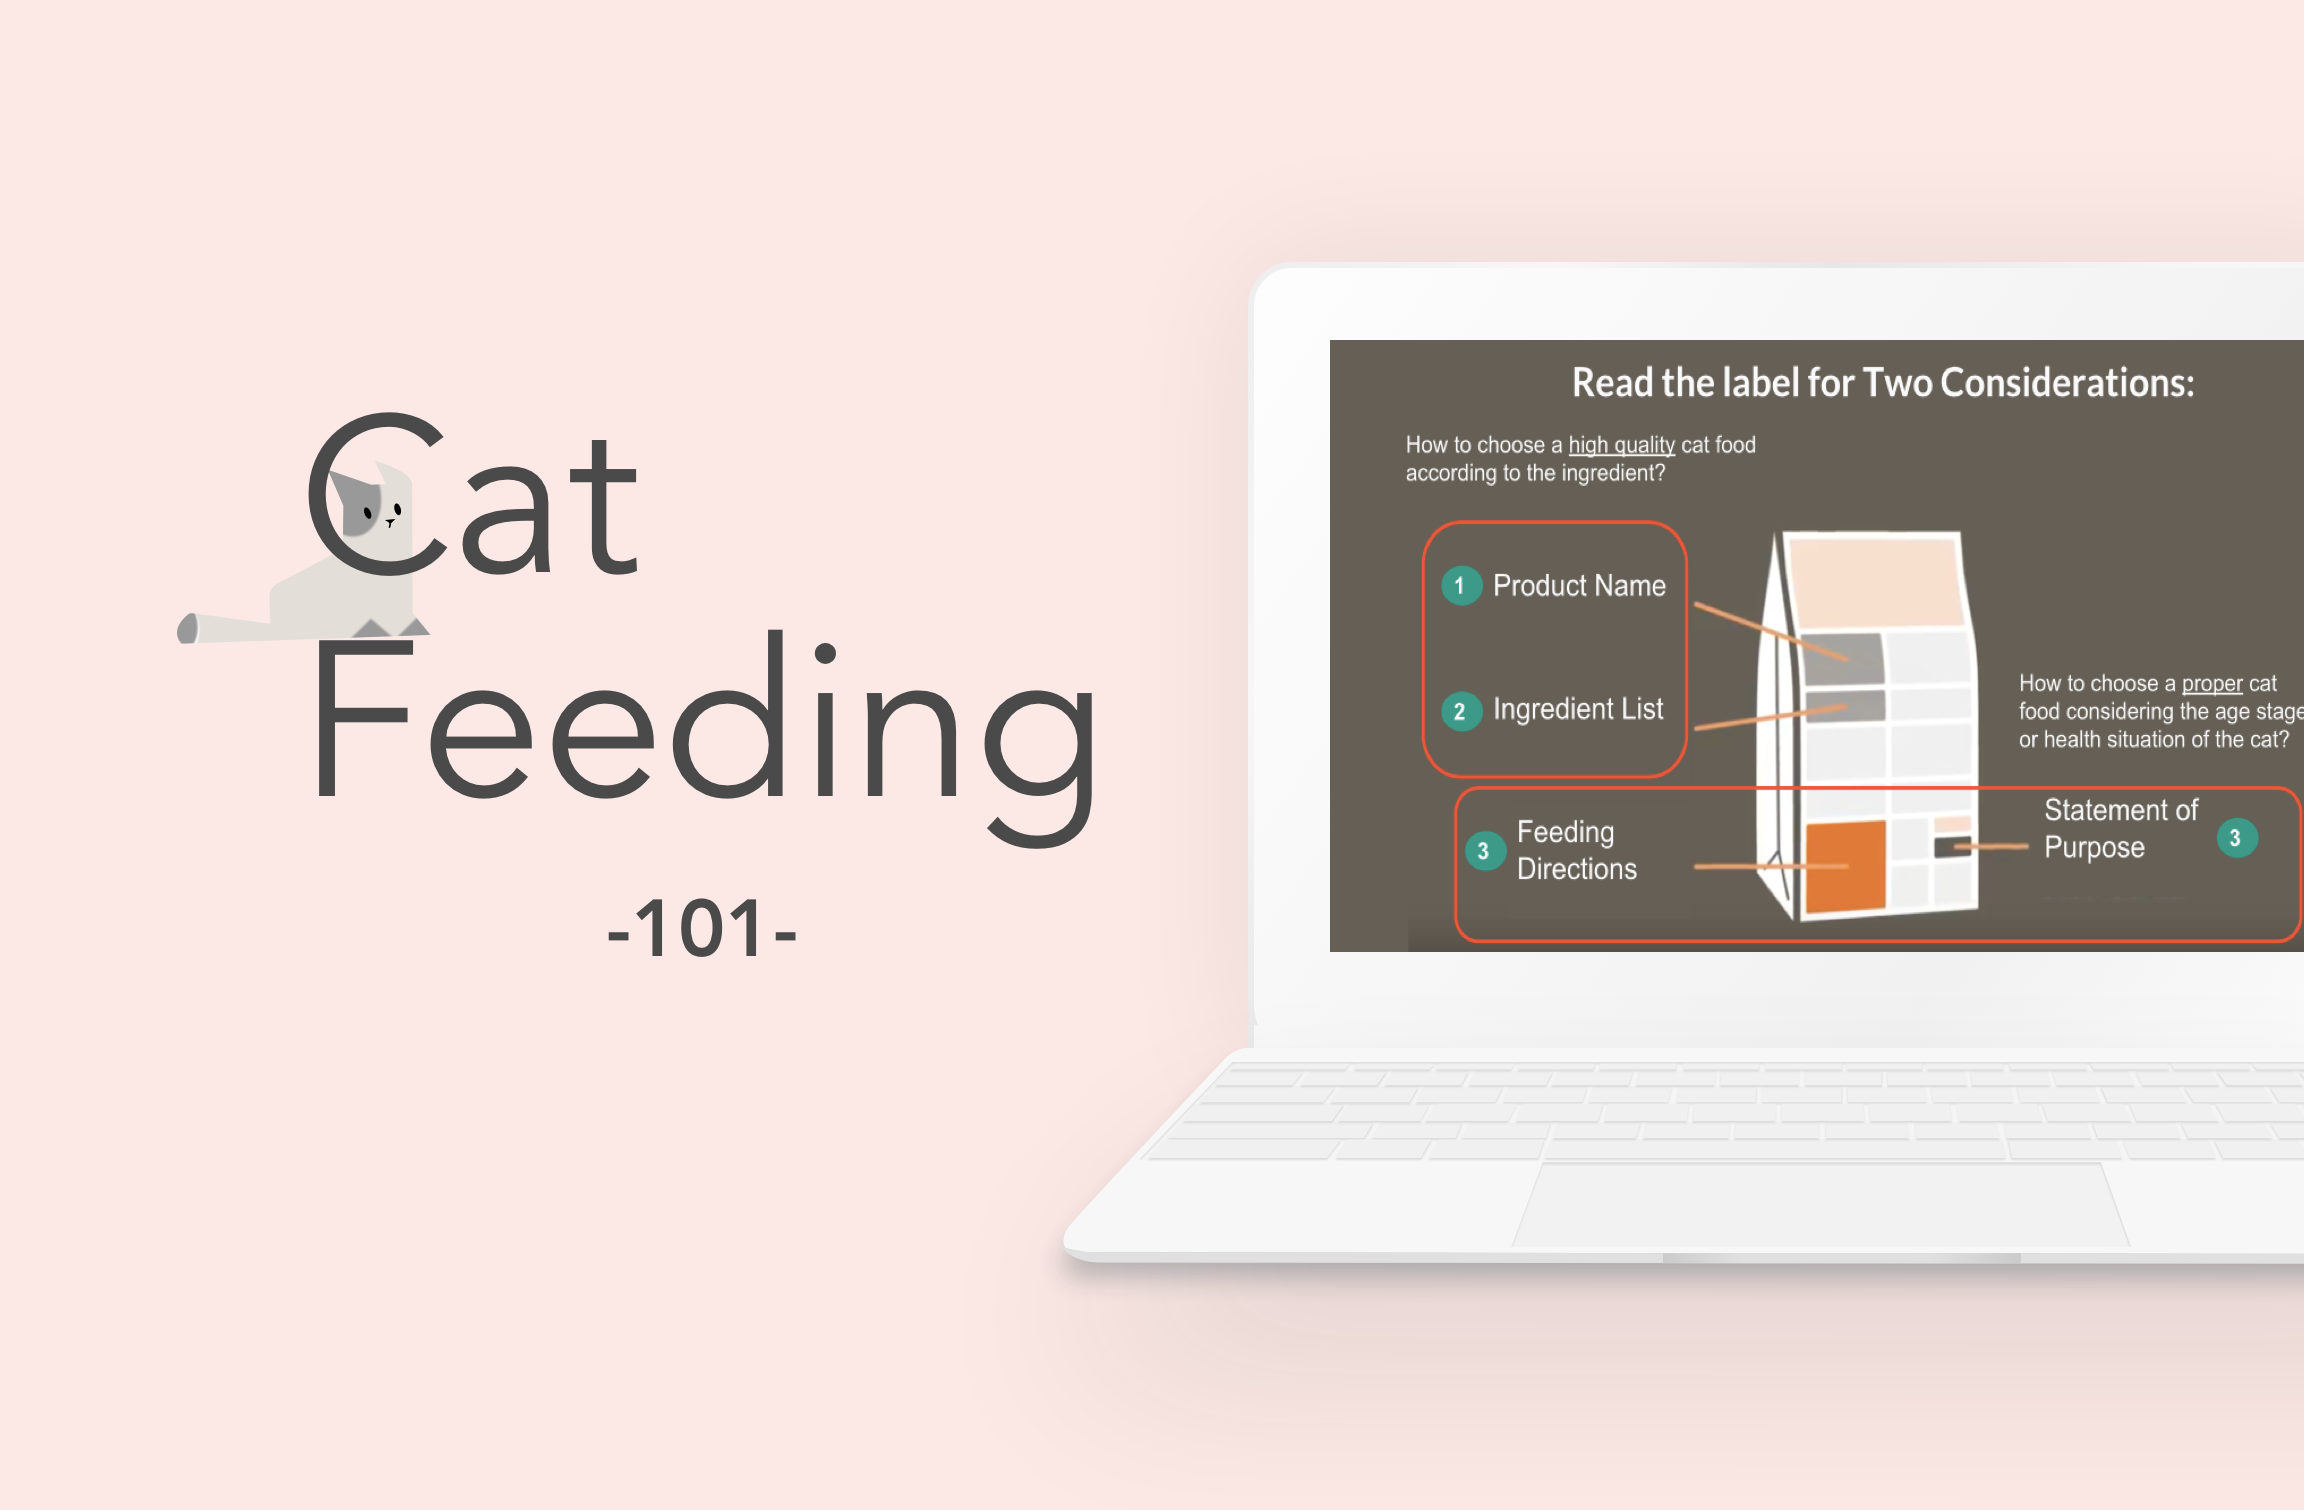 Cat
Feeding
-101-
Read the label for Two Considerations:
How to choose a high quality cat food
according to the ingredient?
1 Product Name
2 Ingredient List
How to choose a proper cat
food considering the age stage
or health situation of the cat?
3 Feeding
Directions
Statement of
Purpose 3